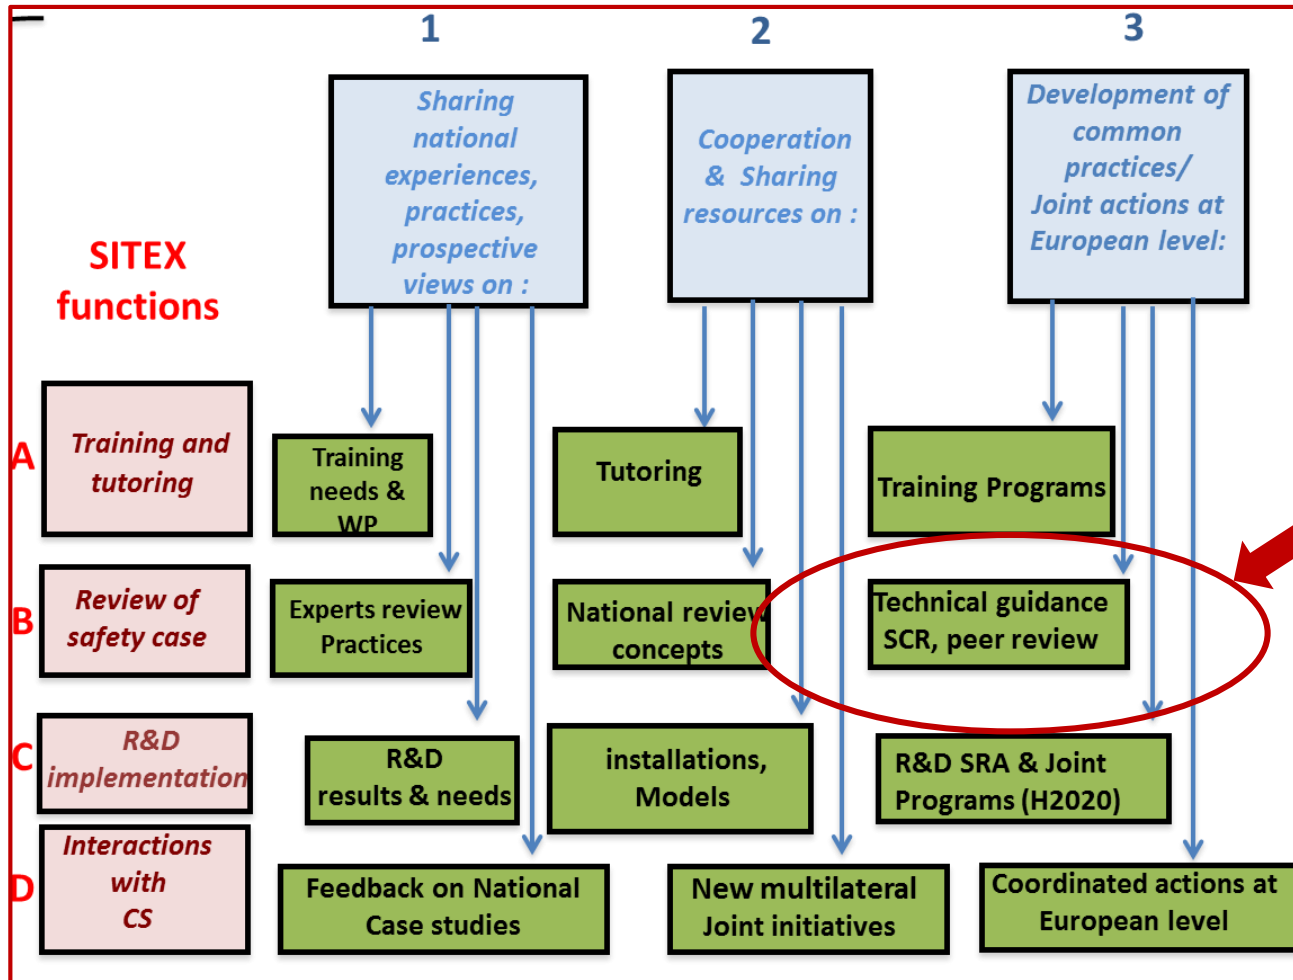 1
2
3
Sharing
national
experiences,
practices,
prospective
views on :
Cooperation
& Sharing
resources on :
Development of
common
practices/
Joint actions at
European level:
SITEX
functions
A
Training and
tutoring
Training
needs &
WP
Tutoring
Training Programs
B
Review of
safety case
Experts review
Practices
National review
concepts
Technical guidance
SCR, peer review
C
R&D
implementation
R&D
results & needs
installations,
Models
R&D SRA & Joint
Programs (H2020)
D
Interactions
with
CS
Feedback on National
Case studies
New multilateral
Joint initiatives
Coordinated actions at
European level